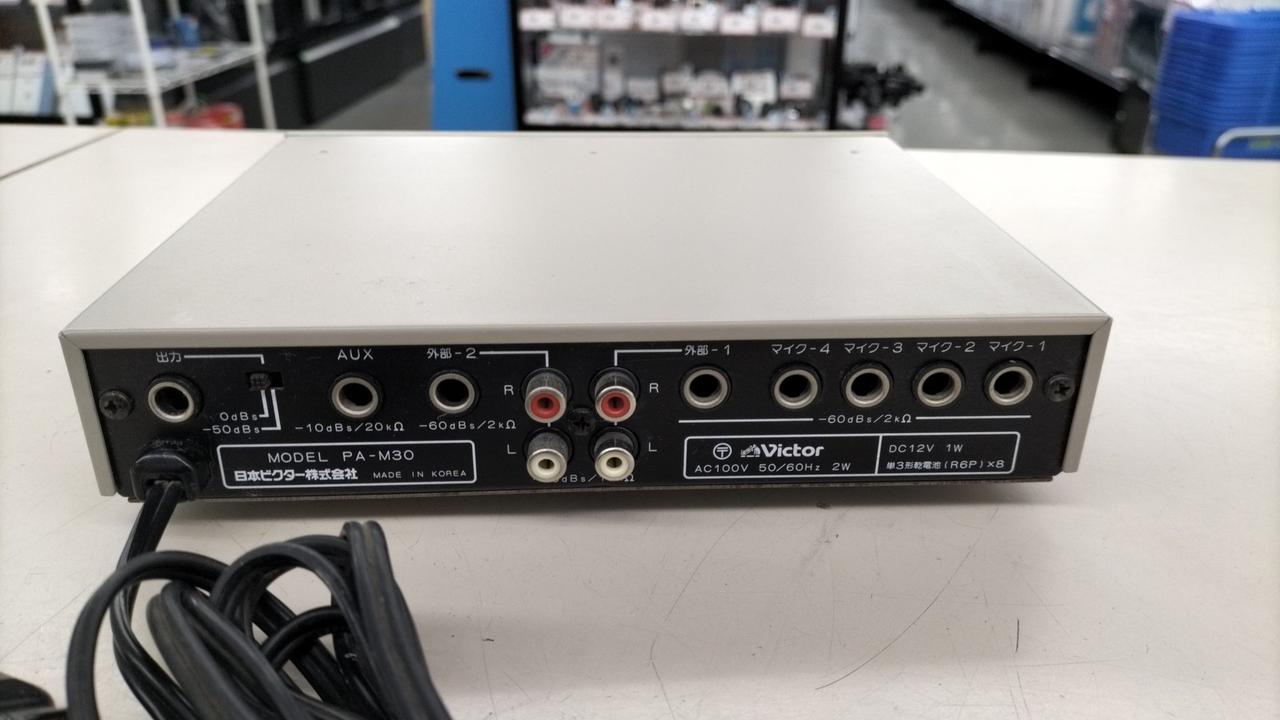 出力
AUX
外部-2
外部-1
マイク-4
マイク-3
マイク-2
マイク-1
R
R
0dBs
-50dBs
-10dBs/20kΩ
-60dBs/2kΩ
-60dBs/2kΩ
L
L
MODEL PA-M30
日本ビクター株式会社 MADE IN KOREA
Victor
AC100V 50/60Hz 2W
DC12V 1W
単3形乾電池(R6P)×8